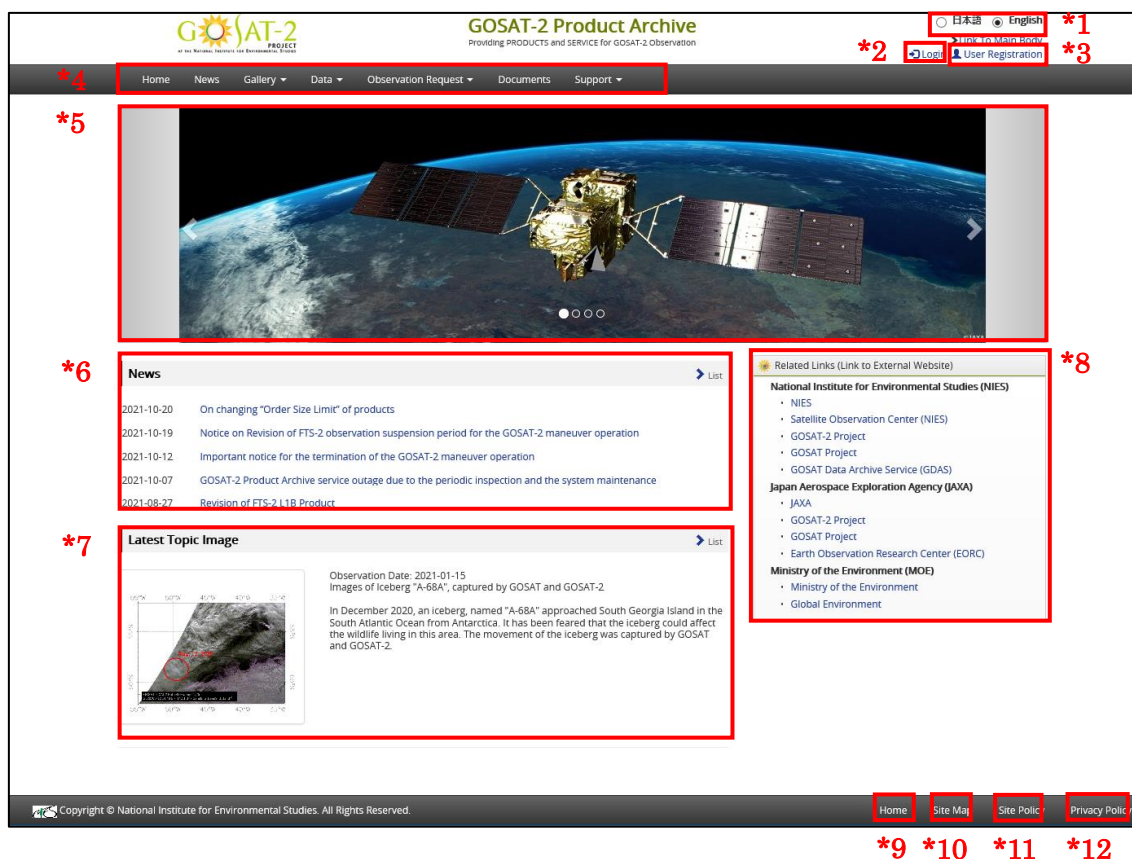 GOSAT-2
PROJECT
AT THE NATIONAL INSTITUTE FOR ENVIRONMENTAL STUDIES
GOSAT-2 Product Archive
Providing PRODUCTS and SERVICE for GOSAT-2 Observation
日本語 English *1
Link To Main Body
*2 Login User Registration *3
*4 Home News Gallery Data Observation Request Documents Support
*5
©JAXA
*6 News List
2021-10-20 On changing “Order Size Limit” of products
2021-10-19 Notice on Revision of FTS-2 observation suspension period for the GOSAT-2 maneuver operation
2021-10-12 Important notice for the termination of the GOSAT-2 maneuver operation
2021-10-07 GOSAT-2 Product Archive service outage due to the periodic inspection and the system maintenance
2021-08-27 Revision of FTS-2 L1B Product
*7 Latest Topic Image List
Observation Date: 2021-01-15
Images of Iceberg "A-68A", captured by GOSAT and GOSAT-2
In December 2020, an iceberg, named "A-68A" approached South Georgia Island in the
South Atlantic Ocean from Antarctica. It has been feared that the iceberg could affect
the wildlife living in this area. The movement of the iceberg was captured by GOSAT
and GOSAT-2.
*8
Related Links (Link to External Website)
National Institute for Environmental Studies (NIES)
・ NIES
・ Satellite Observation Center (NIES)
・ GOSAT-2 Project
・ GOSAT Project
・ GOSAT Data Archive Service (GDAS)
Japan Aerospace Exploration Agency (JAXA)
・ JAXA
・ GOSAT-2 Project
・ GOSAT Project
・ Earth Observation Research Center (EORC)
Ministry of the Environment (MOE)
・ Ministry of the Environment
・ Global Environment
Copyright © National Institute for Environmental Studies. All Rights Reserved.
Home Site Map Site Policy Privacy Policy
*9 *10 *11 *12